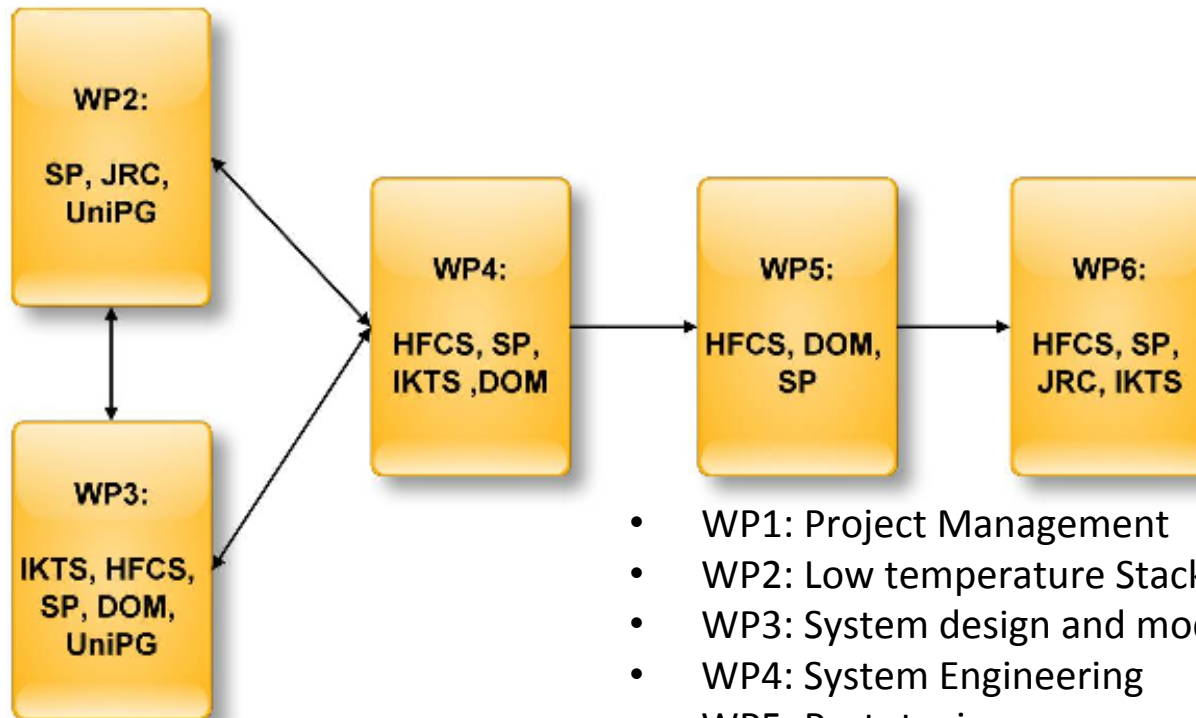 WP2:
SP, JRC,
UniPG
WP4:
HFCS, SP,
IKTS ,DOM
WP5:
HFCS, DOM,
SP
WP6:
HFCS, SP,
JRC, IKTS
WP3:
IKTS, HFCS,
SP, DOM,
UniPG
• WP1: Project Management
• WP2: Low temperature Stack
• WP3: System design and
• WP4: System Engineering